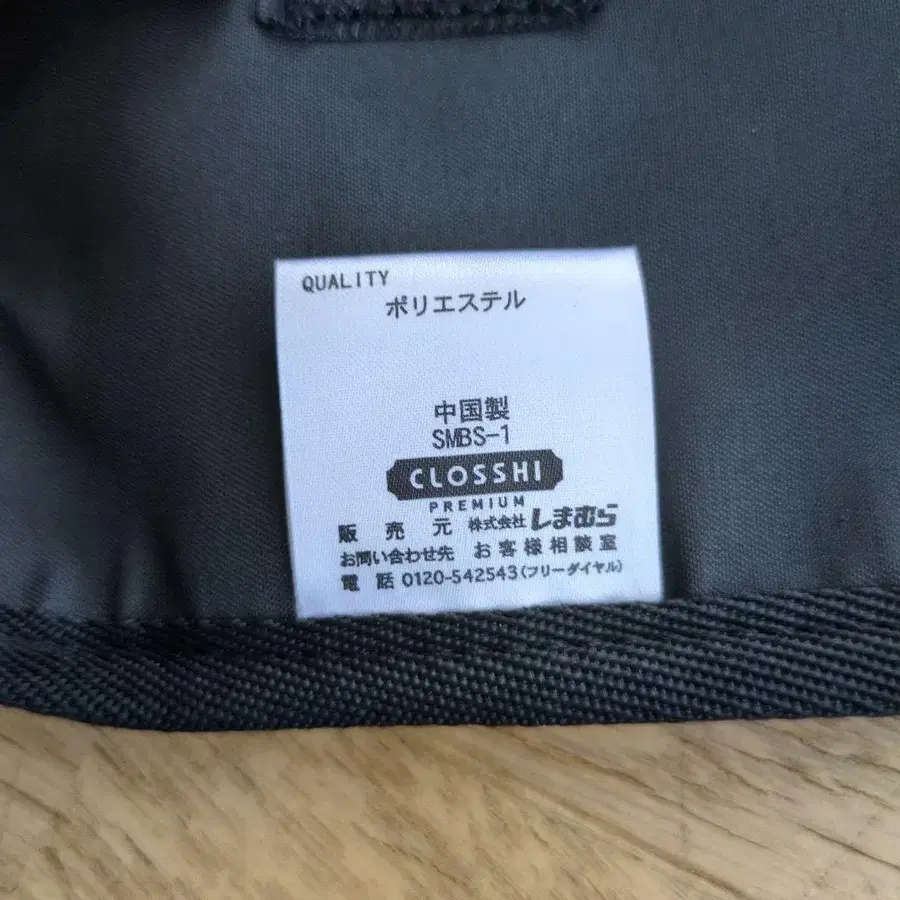 QUALITY
ポリエステル
中国製
SMBS-1
CLOSSHI
PREMIUM
販売元 株式会社しまむら
お問い合わせ先 お客様相談室
電話 0120-542543(フリーダイヤル)